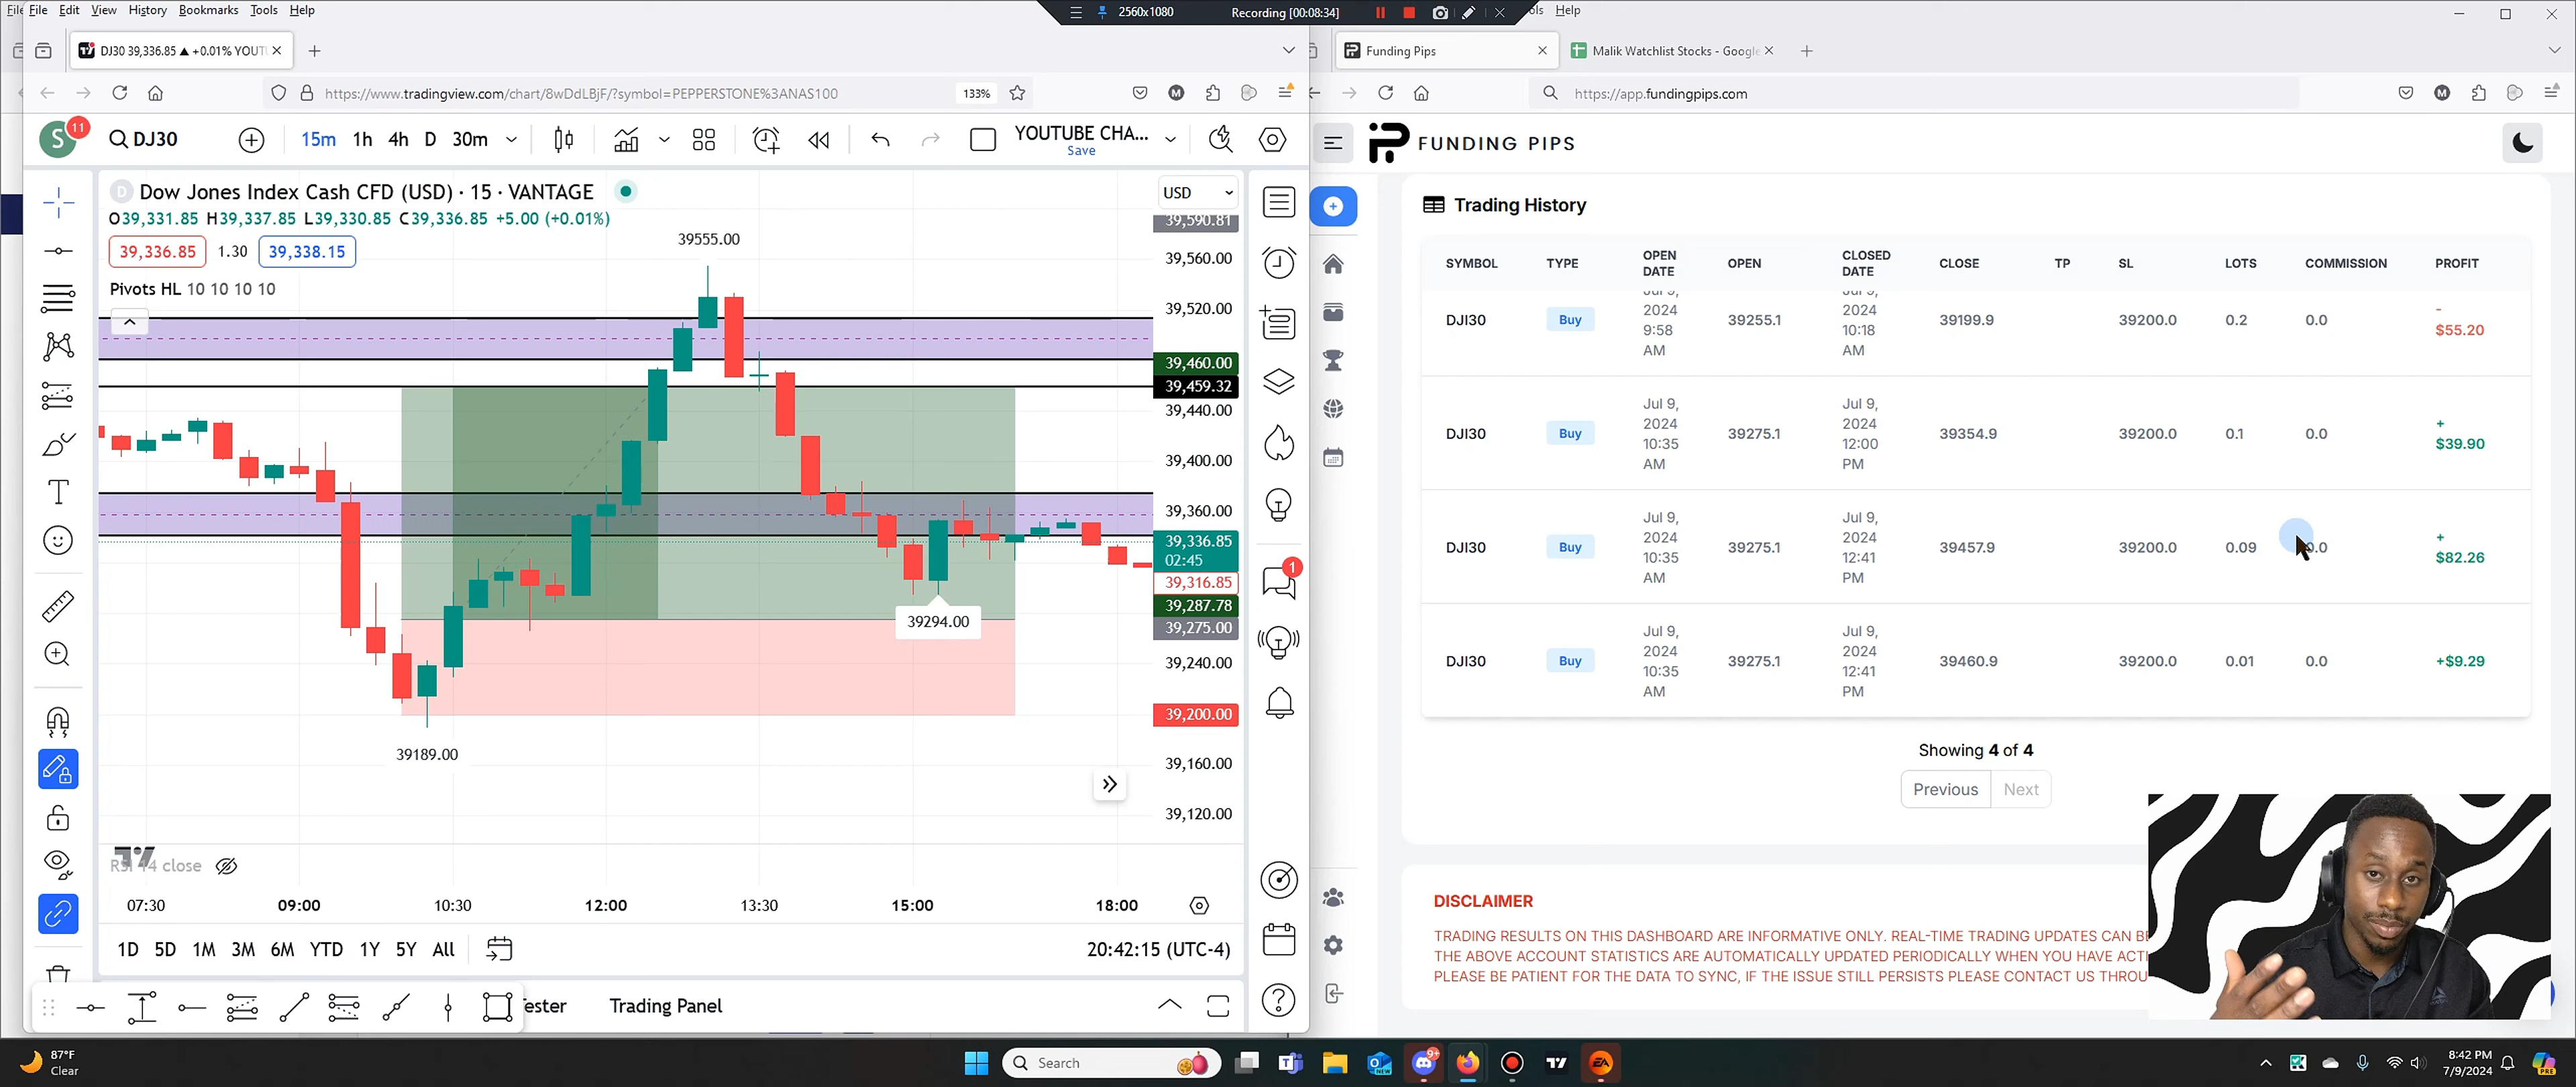 File Edit View History Bookmarks Tools Help
2560x1080 Recording [00:08:34]
Help
DJ30 39,336.85 ▲ +0.01% YOUT
Funding Pips
Malik Watchlist Stocks - Google
https://www.tradingview.com/chart/8wDdLBjF/?symbol=PEPPERSTONE%3ANAS100
133%
https://app.fundingpips.com
S 11
DJ30
15m 1h 4h D 30m
YOUTUBE CHA...
Save
Dow Jones Index Cash CFD (USD) · 15 · VANTAGE
O39,331.85 H39,337.85 L39,330.85 C39,336.85 +5.00 (+0.01%)
39,336.85 1.30 39,338.15
Pivots HL 10 10 10 10
USD
39,590.81
39,560.00
39,520.00
39,460.00
39,459.32
39,440.00
39,400.00
39,360.00
39,336.85
02:45
39,316.85
39,287.78
39,275.00
39,240.00
39,200.00
39,160.00
39,120.00
39555.00
39294.00
39189.00
RSI 14 close
07:30 09:00 10:30 12:00 13:30 15:00 18:00
1D 5D 1M 3M 6M YTD 1Y 5Y All
20:42:15 (UTC-4)
ester Trading Panel
1
FUNDING PIPS
Trading History
SYMBOL TYPE OPEN DATE OPEN CLOSED DATE CLOSE TP SL LOTS COMMISSION PROFIT
DJI30 Buy Jul 9, 2024 9:58 AM 39255.1 Jul 9, 2024 10:18 AM 39199.9 39200.0 0.2 0.0 - $55.20
DJI30 Buy Jul 9, 2024 10:35 AM 39275.1 Jul 9, 2024 12:00 PM 39354.9 39200.0 0.1 0.0 + $39.90
DJI30 Buy Jul 9, 2024 10:35 AM 39275.1 Jul 9, 2024 12:41 PM 39457.9 39200.0 0.09 0.0 + $82.26
DJI30 Buy Jul 9, 2024 10:35 AM 39275.1 Jul 9, 2024 12:41 PM 39460.9 39200.0 0.01 0.0 +$9.29
Showing 4 of 4
Previous Next
DISCLAIMER
TRADING RESULTS ON THIS DASHBOARD ARE INFORMATIVE ONLY. REAL-TIME TRADING UPDATES CAN BE
THE ABOVE ACCOUNT STATISTICS ARE AUTOMATICALLY UPDATED PERIODICALLY WHEN YOU HAVE ACTI
PLEASE BE PATIENT FOR THE DATA TO SYNC, IF THE ISSUE STILL PERSISTS PLEASE CONTACT US THROU
87°F
Clear
Search
9+
8:42 PM
7/9/2024